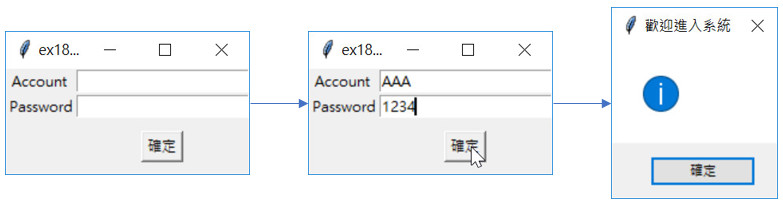 ex18...
Account
Password
確定
ex18...
Account AAA
Password 1234
確定
歡迎進入系統
確定